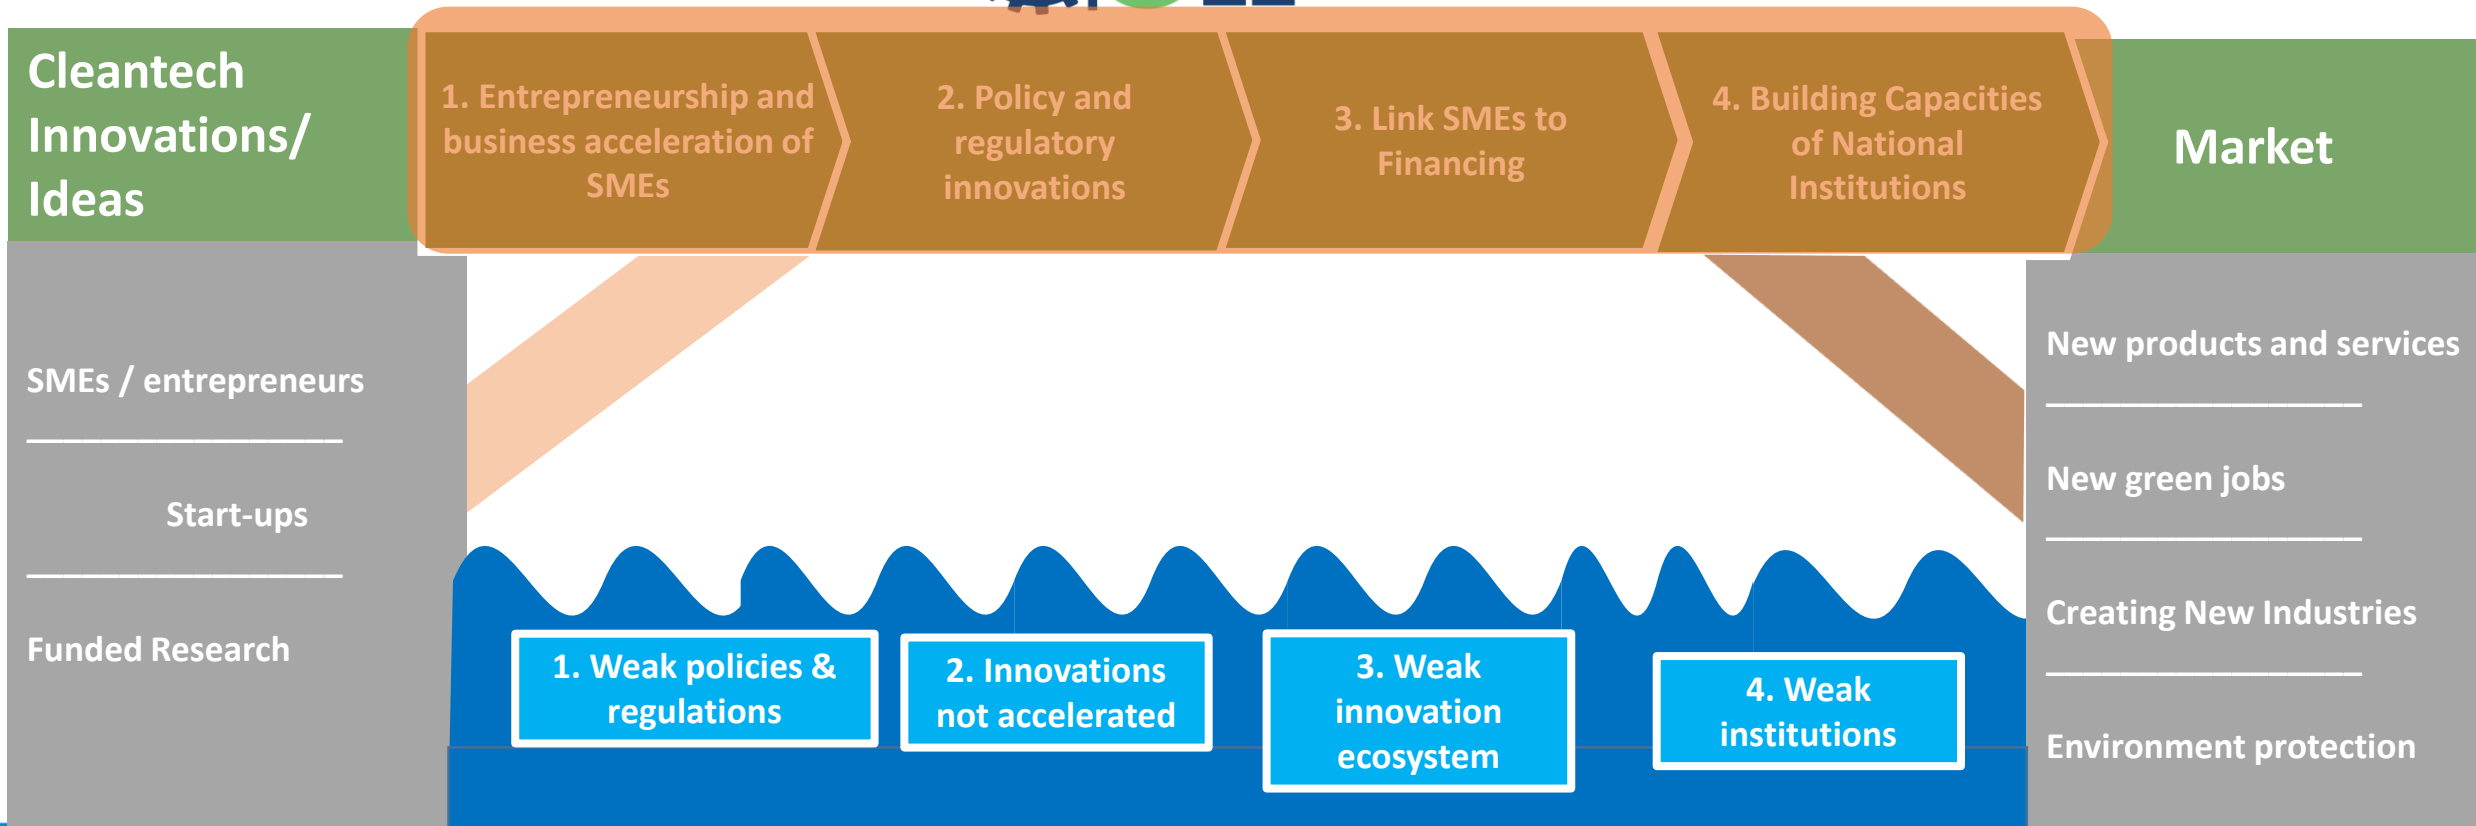 Cleantech
Innovations/
Ideas
1. Entrepreneurship and
business acceleration of
SMEs
2. Policy and
regulatory
innovations
3. Link SMEs to
Financing
4. Building Capacities
of National
Institutions
Market
SMEs / entrepreneurs
Start-ups
Funded Research
1. Weak policies &
regulations
2. Innovations
not accelerated
3. Weak
innovation
ecosystem
4. Weak
institutions
New products and services
New green jobs
Creating New Industries
Environment protection